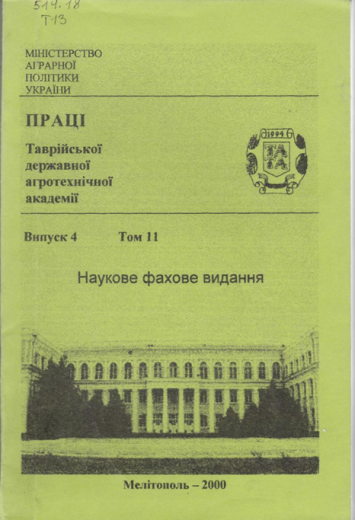 514.18
Т13
МІНІСТЕРСТВО
АГРАРНОЇ
ПОЛІТИКИ
УКРАЇНИ
ПРАЦІ
Таврійської
державної
агротехнічної
академії
1994
Випуск 4 Том 11
Наукове фахове видання
Мелітополь – 2000